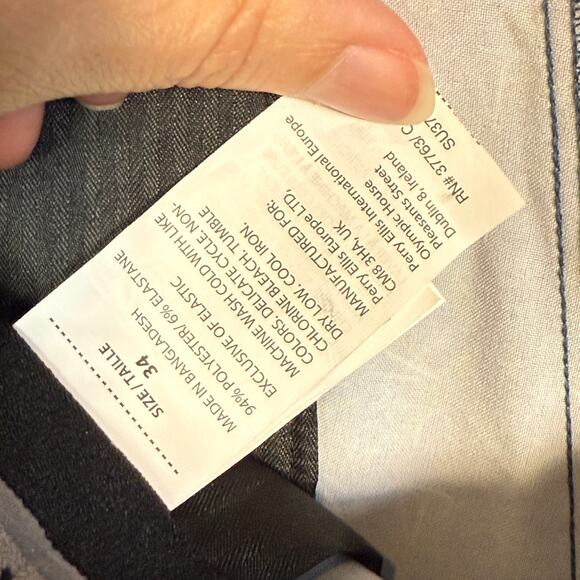 SIZE/TAILLE
34
MADE IN BANGLADESH
94% POLYESTER/ 6% ELASTANE
EXCLUSIVE OF ELASTIC
MACHINE WASH COLD WITH LIKE
COLORS, DELICATE CYCLE, NON-
CHLORINE BLEACH, TUMBLE
DRY LOW, COOL IRON.
MANUFACTURED FOR:
Perry Ellis Europe LTD,
CM8 3HA. UK
Perry Ellis International Europe
Olympic House
Pleasants Street
Dublin 8, Ireland
RN# 37763/ C
SU37